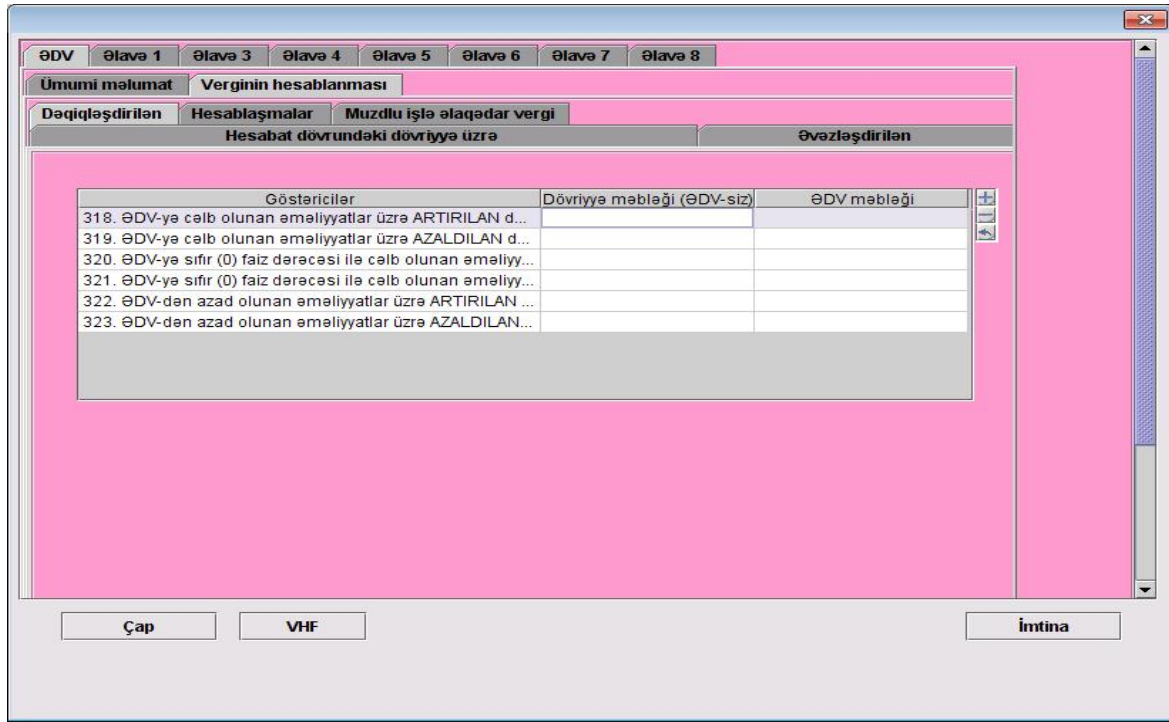 ƏDV Əlavə 1 Əlavə 3 Əlavə 4 Əlavə 5 Əlavə 6 Əlavə 7 Əlavə 8
Ümumi məlumat Verginin hesablanması
Dəqiqləşdirilən Hesablaşmalar Muzdlu işlə əlaqədar vergi
Hesabat dövrundəki dövriyyə üzrə Əvəzləşdirilən
Göstəricilər Dövriyyə məbləği (ƏDV-siz) ƏDV məbləği
318. ƏDV-yə cəlb olunan əməliyyatlar üzrə ARTIRILAN d...
319. ƏDV-yə cəlb olunan əməliyyatlar üzrə AZALDILAN d...
320. ƏDV-yə sıfır (0) faiz dərəcəsi ilə cəlb olunan əməliyy...
321. ƏDV-yə sıfır (0) faiz dərəcəsi ilə cəlb olunan əməliyy...
322. ƏDV-dən azad olunan əməliyyatlar üzrə ARTIRILAN ...
323. ƏDV-dən azad olunan əməliyyatlar üzrə AZALDILAN...
Çap VHF İmtina